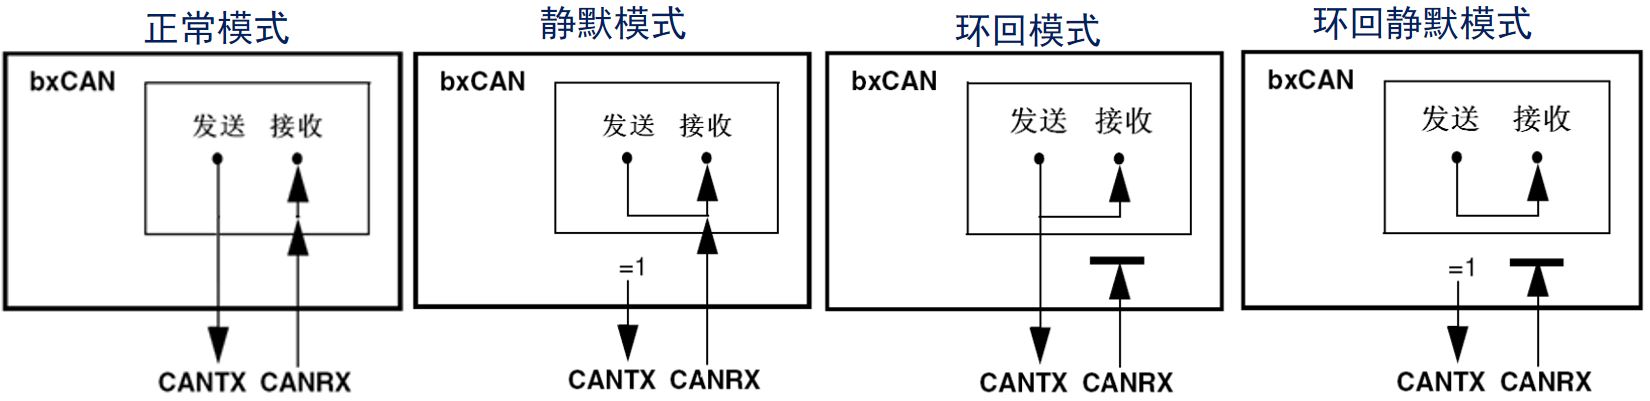 正常模式
bxCAN
发送 接收
CANTX CANRX
静默模式
bxCAN
发送 接收
=1
CANTX CANRX
环回模式
bxCAN
发送 接收
CANTX CANRX
环回静默模式
bxCAN
发送 接收
=1
CANTX CANRX